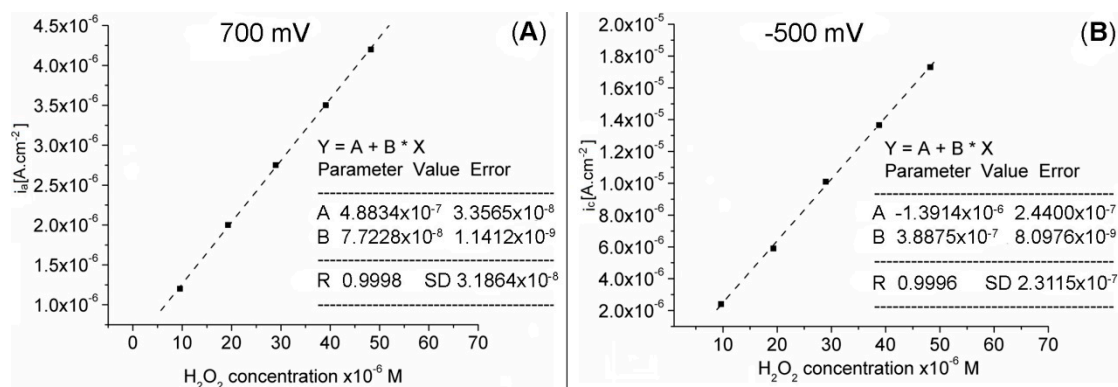 700 mV (A)
4.5x10⁻⁶
4.0x10⁻⁶
3.5x10⁻⁶
3.0x10⁻⁶
2.5x10⁻⁶
2.0x10⁻⁶
1.5x10⁻⁶
1.0x10⁻⁶
iₐ[A.cm⁻²]
Y = A + B * X
Parameter Value Error
A 4.8834x10⁻⁷ 3.3565x10⁻⁸
B 7.7228x10⁻⁸ 1.1412x10⁻⁹
R 0.9998 SD 3.1864x10⁻⁸
0 10 20 30 40 50 60 70
H₂O₂ concentration x10⁻⁶ M
-500 mV (B)
2.0x10⁻⁵
1.8x10⁻⁵
1.6x10⁻⁵
1.4x10⁻⁵
1.2x10⁻⁵
1.0x10⁻⁵
8.0x10⁻⁶
6.0x10⁻⁶
4.0x10⁻⁶
2.0x10⁻⁶
i꜀[A.cm⁻²]
Y = A + B * X
Parameter Value Error
A -1.3914x10⁻⁶ 2.4400x10⁻⁷
B 3.8875x10⁻⁷ 8.0976x10⁻⁹
R 0.9996 SD 2.3115x10⁻⁷
10 20 30 40 50 60 70
H₂O₂ concentration x10⁻⁶ M